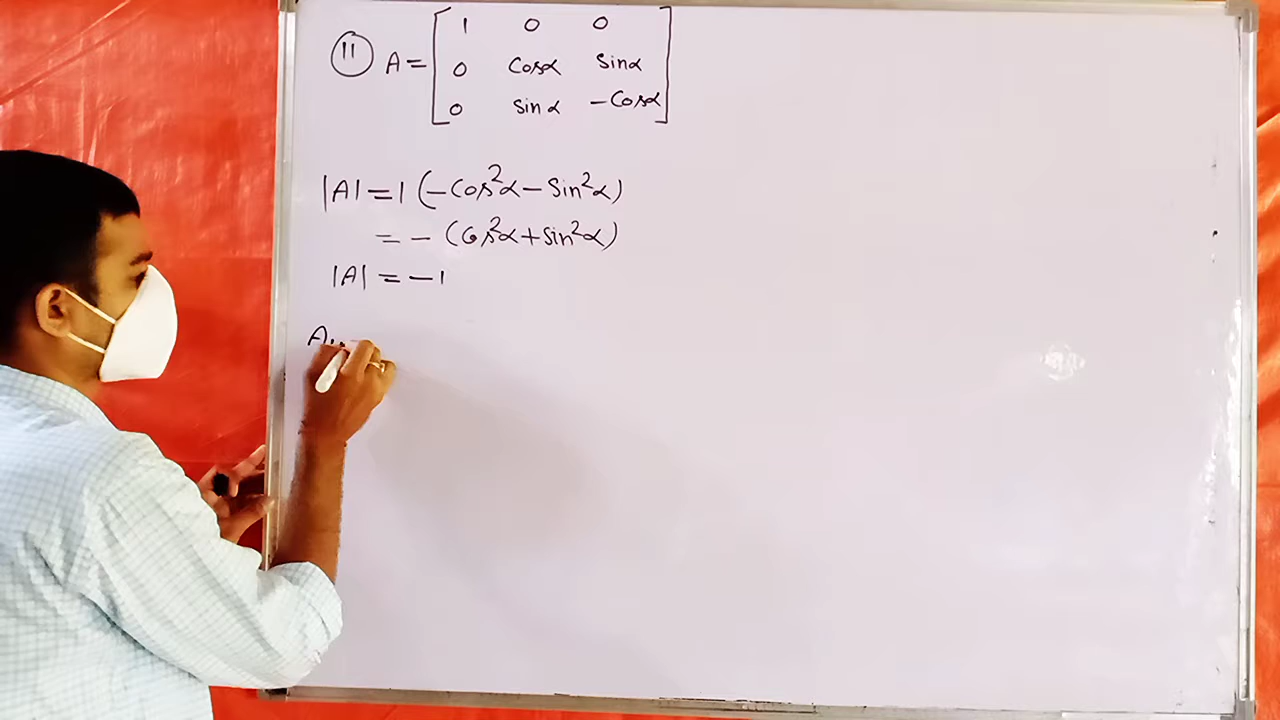 11 A = [ 1 0 0
0 Cosα Sinα
0 Sinα -Cosα ]
|A| = 1 (-Cos²α - Sin²α)
= - (Cos²α + Sin²α)
|A| = -1
A